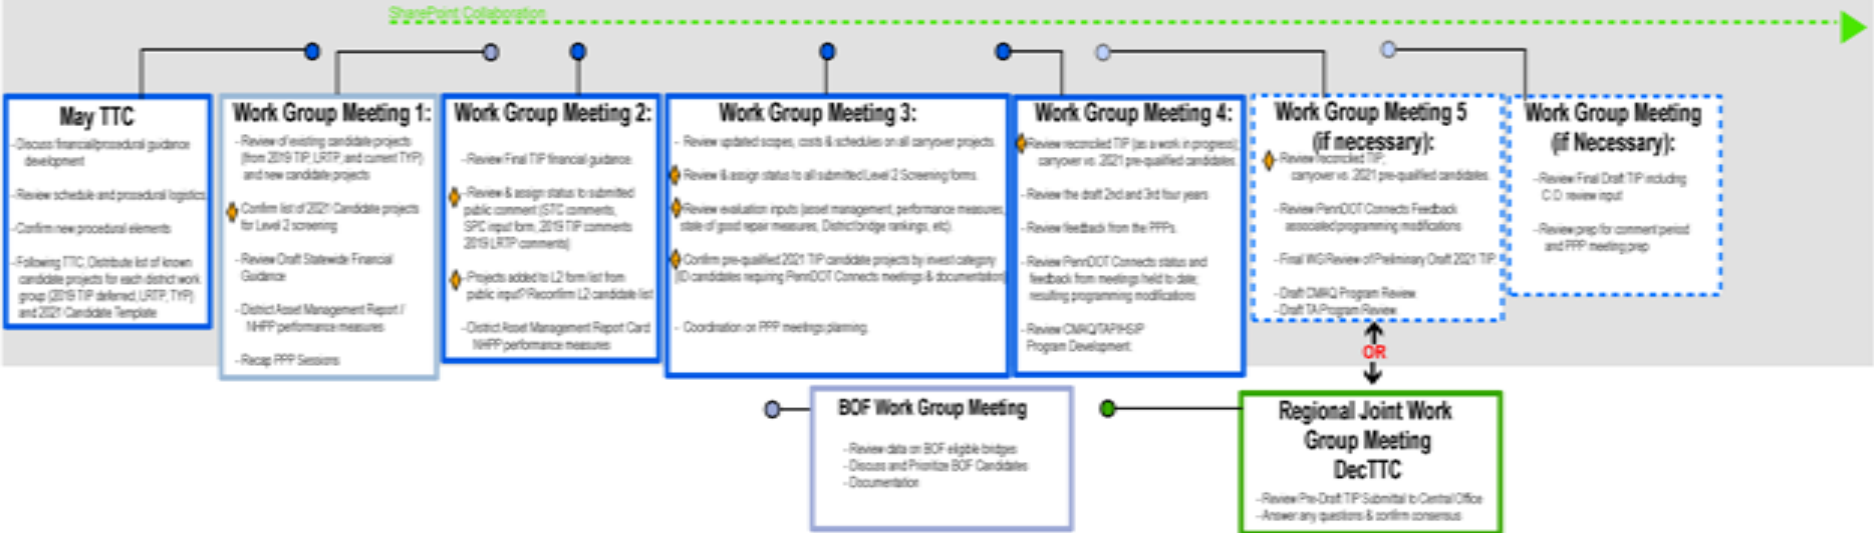 SharePoint Collaboration
May TTC
- Discuss financial/procedural guidance
development
- Review schedule and procedural logistics
- Confirm new procedural elements
- Following TTC, Distribute list of known
candidate projects for each district work
group (2019 TIP deferred, LRTP, TYP)
and 2021 Candidate Template
Work Group Meeting 1:
- Review of existing candidate projects
(from 2019 TIP, LRTP, and current TYP)
and new candidate projects
Confirm list of 2021 Candidate projects
for Level 2 screening
- Review Draft Statewide Financial
Guidance
- District Asset Management Report /
NHPP performance measures
- Recap PPP Sessions
Work Group Meeting 2:
- Review Final TIP financial guidance.
- Review & assign status to submitted
public comment (STC comments,
SPC input form, 2019 TIP comments
2019 LRTP comments)
- Projects added to L2 form list from
public input? Reconfirm L2 candidate list
- District Asset Management Report Card
NHPP performance measures
Work Group Meeting 3:
- Review updated scopes, costs & schedules on all carryover projects.
Review & assign status to all submitted Level 2 Screening forms.
Review evaluation inputs (asset management, performance measures,
state of good repair measures, District bridge rankings, etc).
Confirm pre-qualified 2021 TIP candidate projects by invest category
(ID candidates requiring PennDOT Connects meetings & documentation)
- Coordination on PPP meetings planning.
Work Group Meeting 4:
Review reconciled TIP (as a work in progress);
carryover vs. 2021 pre-qualified candidates.
- Review the draft 2nd and 3rd four years
- Review feedback from the PPPs.
- Review PennDOT Connects status and
feedback from meetings held to date;
resulting programming modifications
- Review CMAQ/TAP/HSIP
Program Development:
Work Group Meeting 5
(if necessary):
- Review reconciled TIP;
carryover vs. 2021 pre-qualified candidates.
- Review PennDOT Connects Feedback
associated programming modifications
- Final WG Review of Preliminary Draft 2021 TIP
- Draft CMAQ Program Review
- Draft TA Program Review
Work Group Meeting
(if Necessary):
- Review Final Draft TIP including
C.O. review input
- Review prep for comment period
and PPP meeting prep
OR
BOF Work Group Meeting
- Review data on BOF eligible bridges
- Discuss and Prioritize BOF Candidates
- Documentation
Regional Joint Work
Group Meeting
DecTTC
- Review Pre-Draft TIP Submittal to Central Office
- Answer any questions & confirm consensus